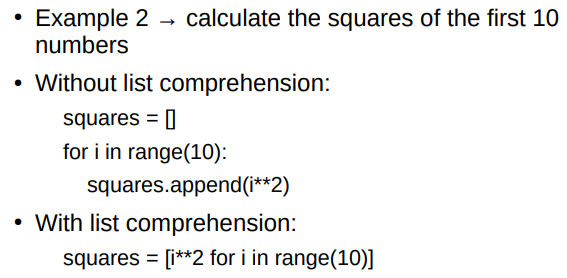 • Example 2 → calculate the squares of the first 10
numbers
• Without list comprehension:
squares = []
for i in range(10):
squares.append(i**2)
• With list comprehension:
squares = [i**2 for i in range(10)]